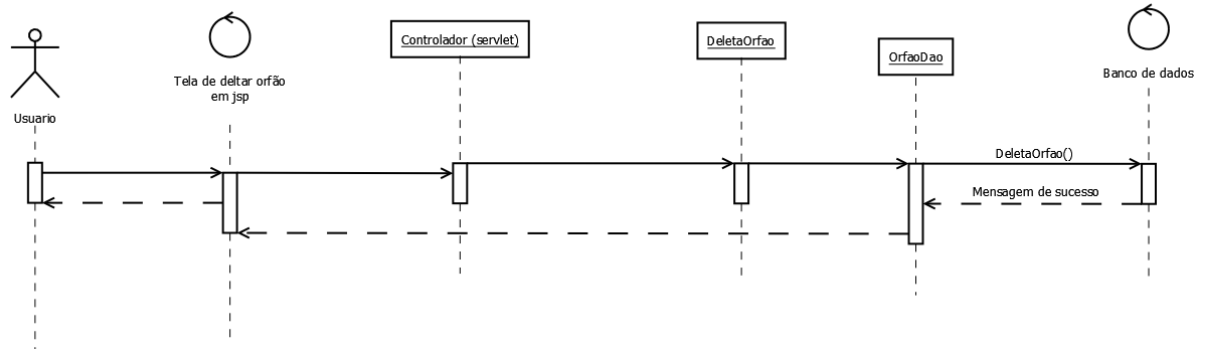 Usuario
Tela de deltar orfão
em jsp
Controlador (servlet)
DeletaOrfao
OrfaoDao
Banco de dados
DeletaOrfao()
Mensagem de sucesso